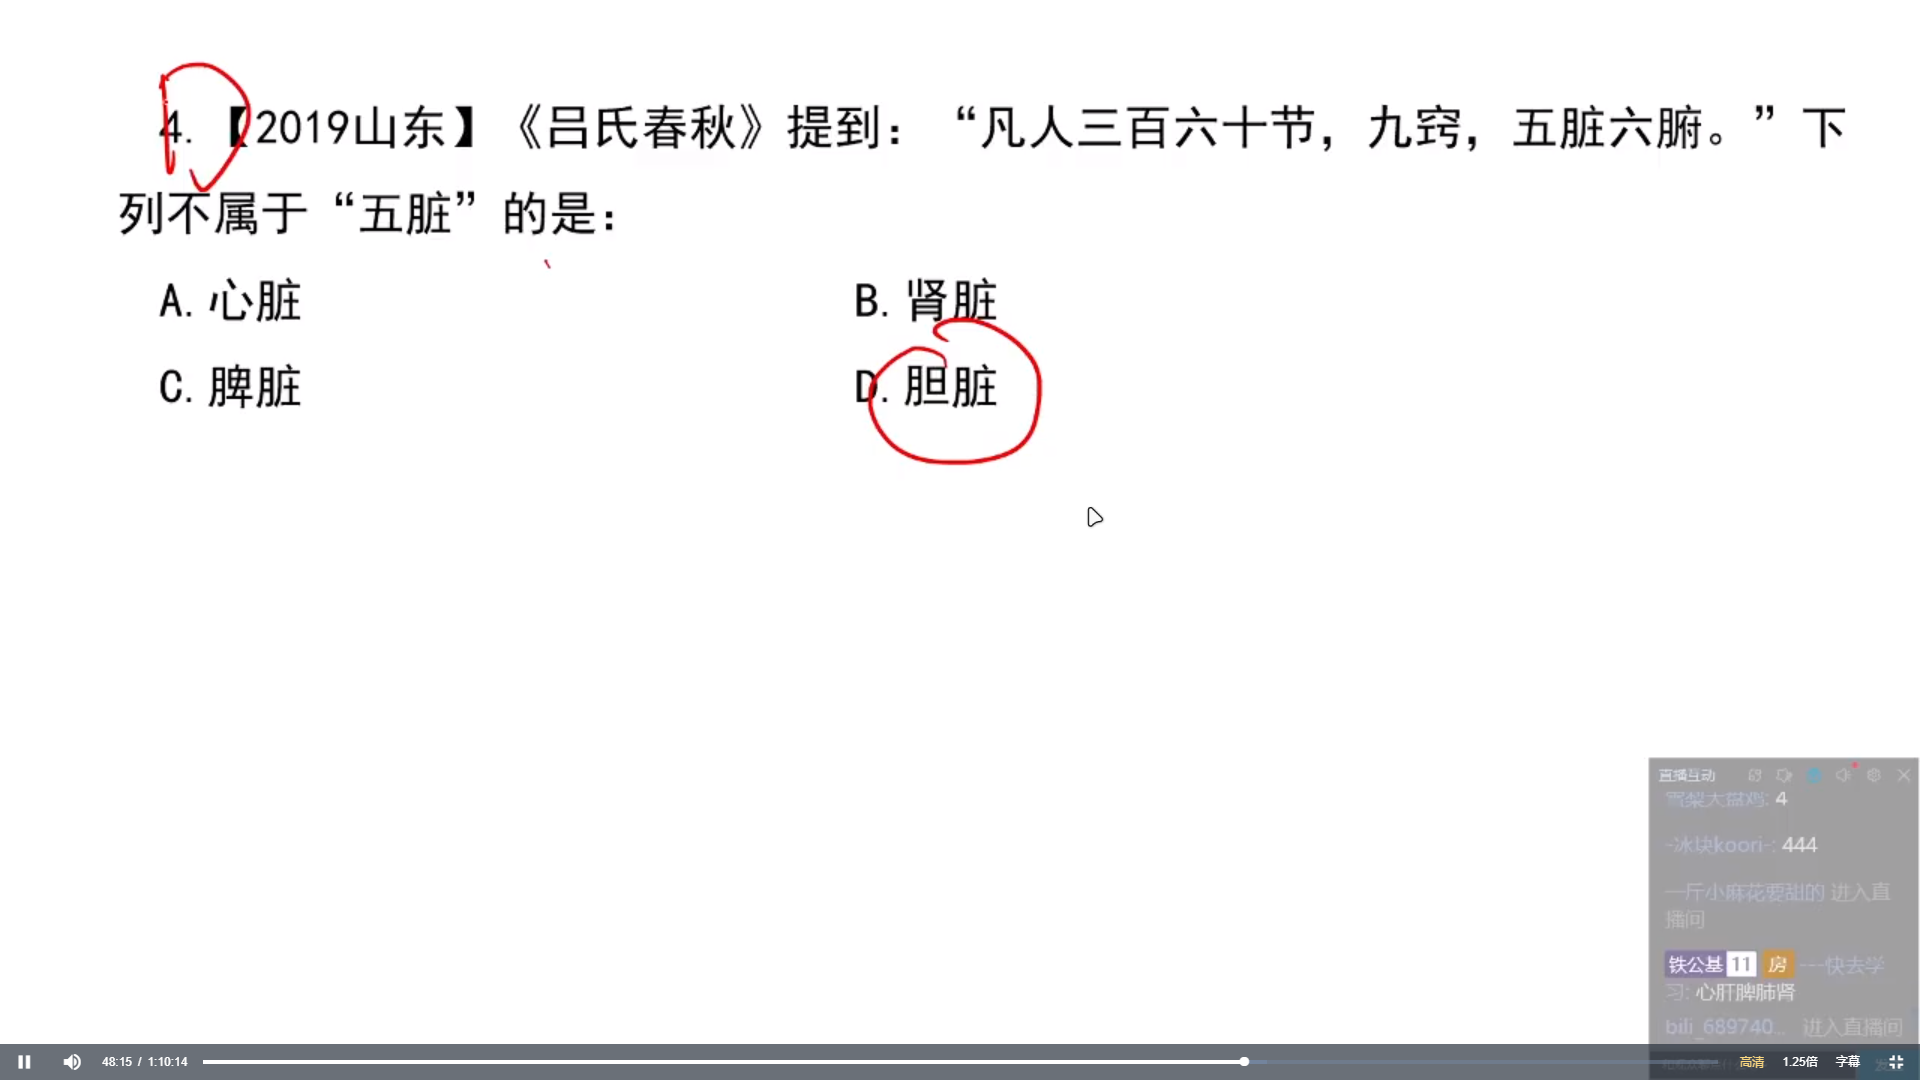 4.【2019山东】《吕氏春秋》提到：“凡人三百六十节，九窍，五脏六腑。”下
列不属于“五脏”的是：
A.心脏 B.肾脏
C.脾脏 D.胆脏
直播互动
雪梨大盘鸡: 4
-冰块koori-: 444
一斤小麻花要甜的 进入直
播间
铁公基 11 房 ---快去学
习: 心肝脾肺肾
bili_689740... 进入直播间
48:15 / 1:10:14 高清 1.25倍 字幕